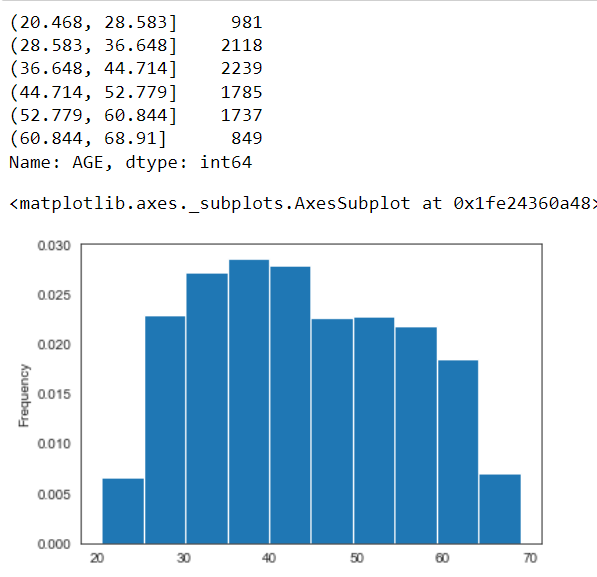 (20.468, 28.583]     981
(28.583, 36.648]    2118
(36.648, 44.714]    2239
(44.714, 52.779]    1785
(52.779, 60.844]    1737
(60.844, 68.91]      849
Name: AGE, dtype: int64
<matplotlib.axes._subplots.AxesSubplot at 0x1fe24360a48>
0.030
0.025
0.020
0.015
0.010
0.005
0.000
Frequency
20 30 40 50 60 70